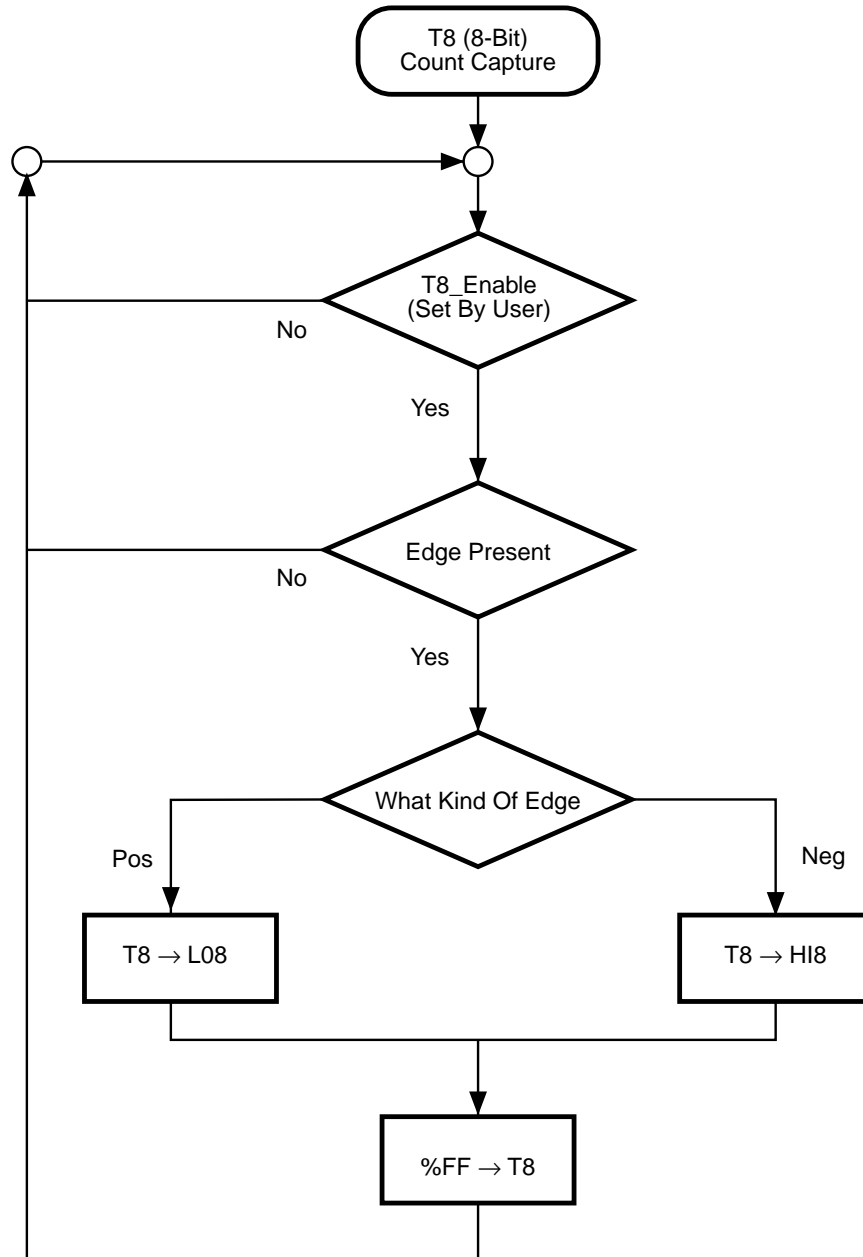 T8 (8-Bit)
Count Capture
T8_Enable
(Set By User)
No
Yes
Edge Present
No
Yes
What Kind Of Edge
Pos
Neg
T8 → L08
T8 → HI8
%FF → T8